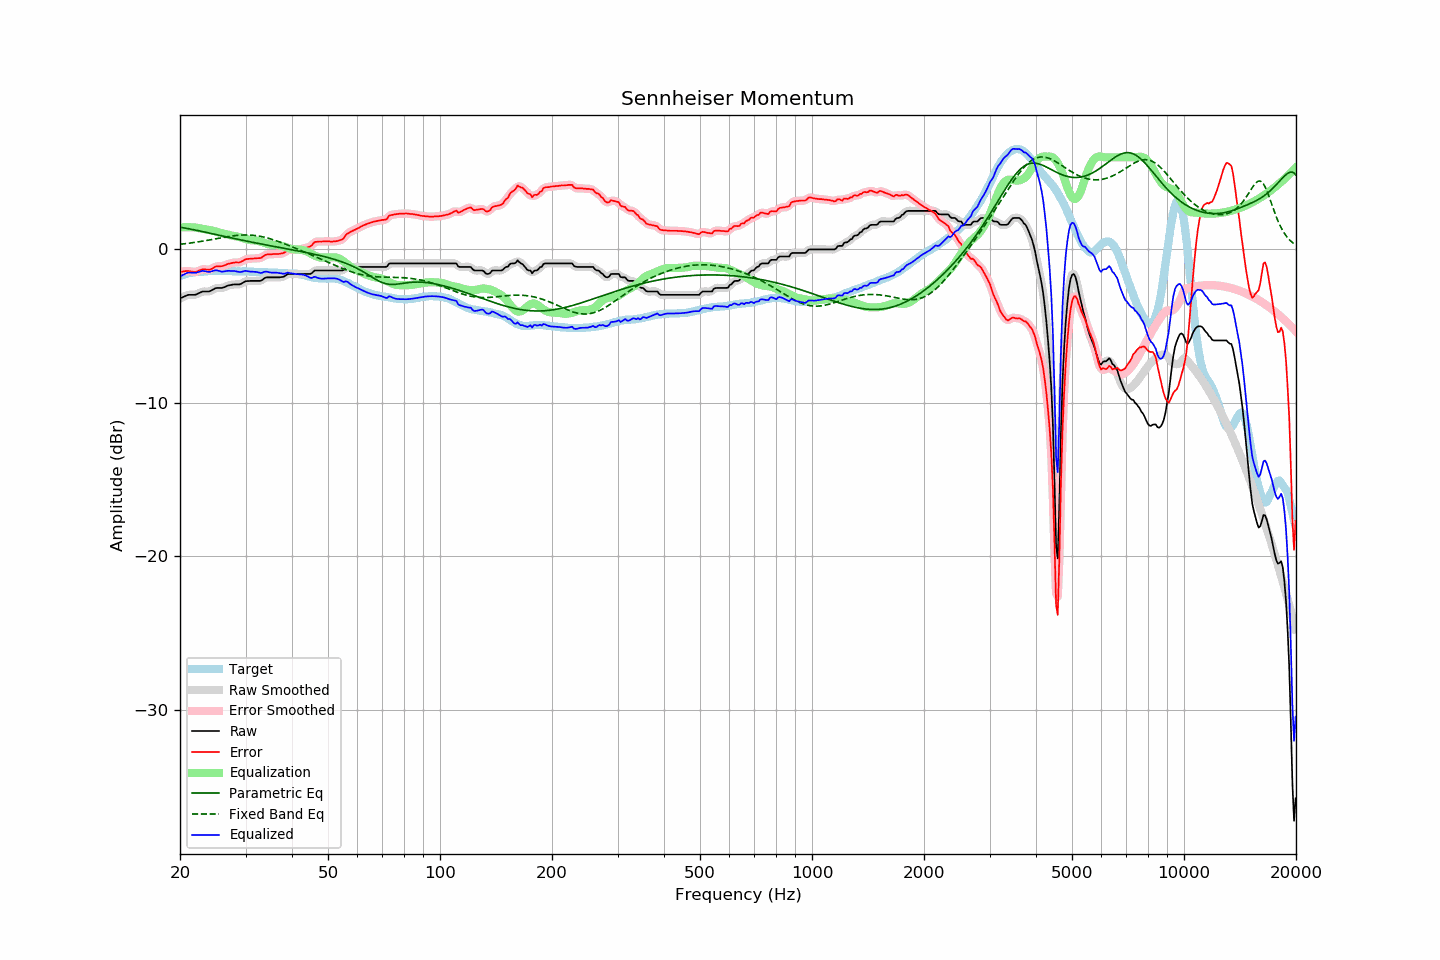 Sennheiser Momentum
Amplitude (dBr)
0
−10
−20
−30
Target
Raw Smoothed
Error Smoothed
Raw
Error
Equalization
Parametric Eq
Fixed Band Eq
Equalized
20 50 100 200 500 1000 2000 5000 10000 20000
Frequency (Hz)